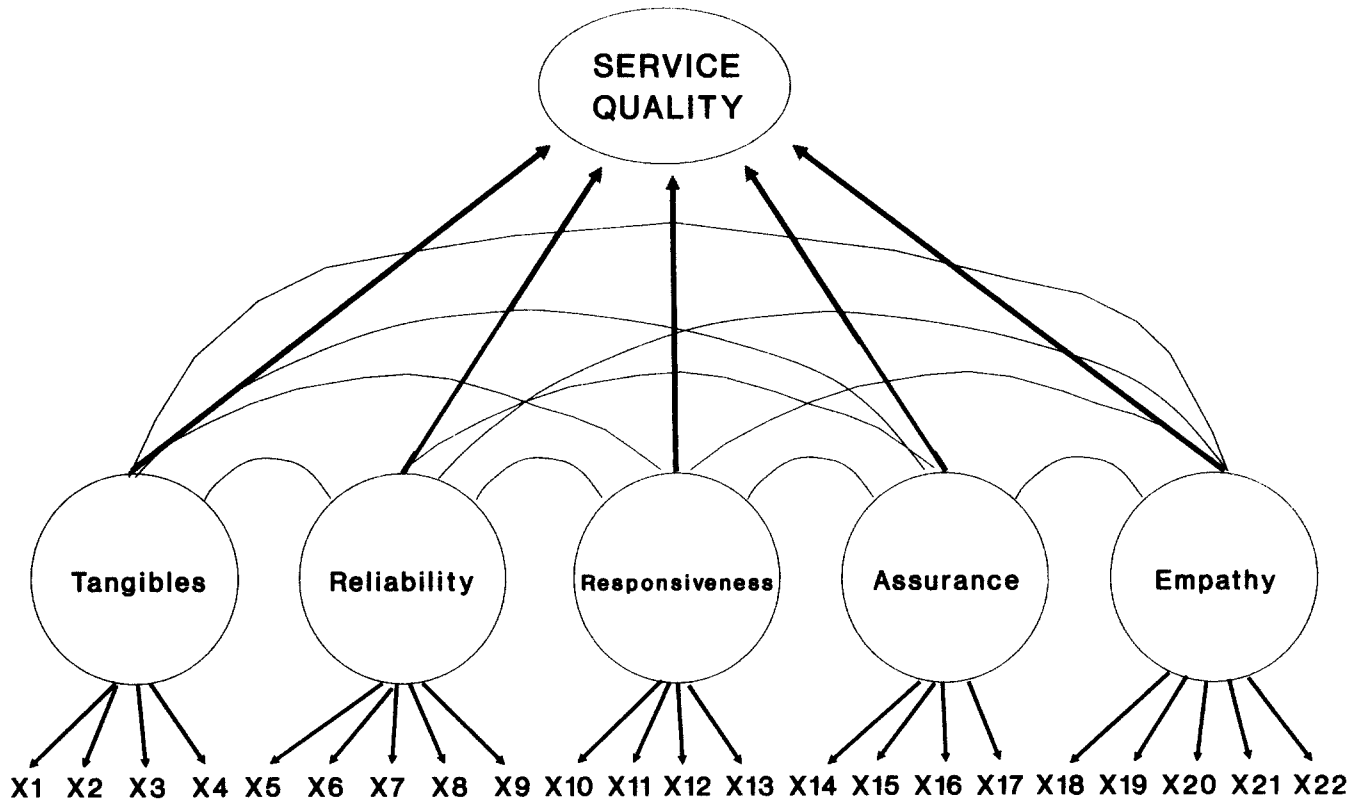 SERVICE
QUALITY
Tangibles Reliability Responsiveness Assurance Empathy
X1 X2 X3 X4 X5 X6 X7 X8 X9 X10 X11 X12 X13 X14 X15 X16 X17 X18 X19 X20 X21 X22